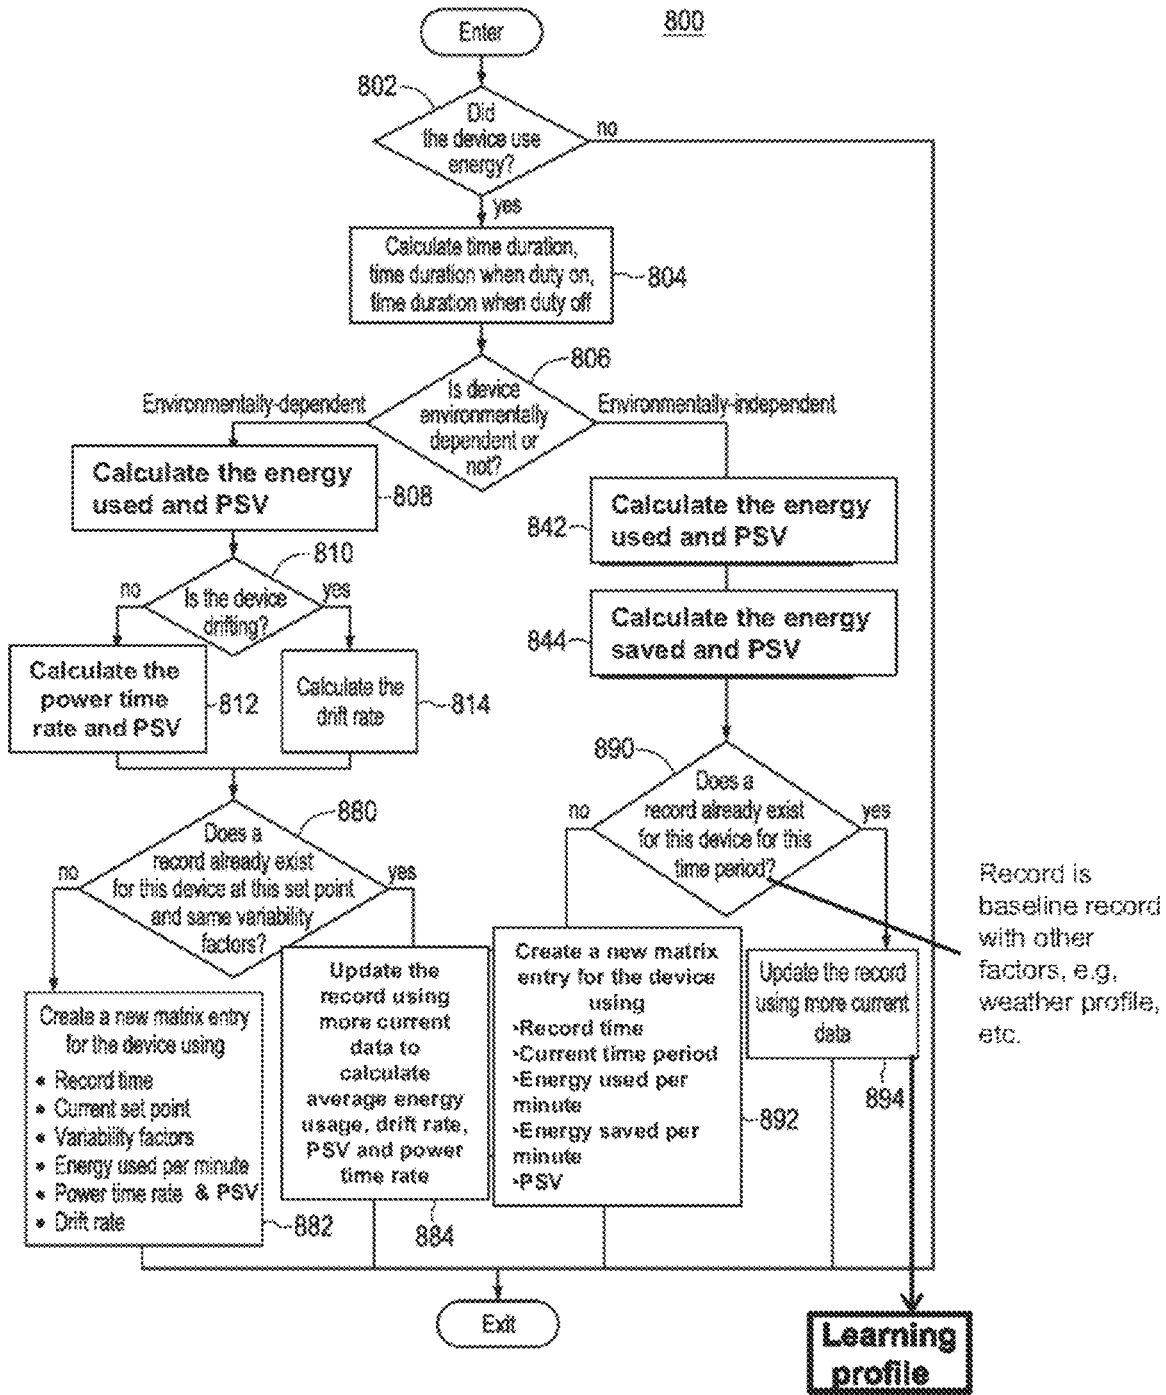 800
Enter
802
Did
the device use
energy?
no
yes
Calculate time duration,
time duration when duty on,
time duration when duty off
804
806
Is device
environmentally
dependent or
not?
Environmentally-dependent
Environmentally-independent
Calculate the energy
used and PSV
808
810
Is the device
drifting?
no
yes
Calculate the
power time
rate and PSV
812
Calculate the
drift rate
814
842
Calculate the energy
used and PSV
844
Calculate the energy
saved and PSV
880
Does a
record already exist
for this device at this set point
and same variability
factors?
no
yes
890
Does a
record already exist
for this device for this
time period?
no
yes
Record is
baseline record
with other
factors, e.g,
weather profile,
etc.
Create a new matrix entry
for the device using
• Record time
• Current set point
• Variability factors
• Energy used per minute
• Power time rate & PSV
• Drift rate
882
Update the
record using
more current
data to
calculate
average energy
usage, drift rate,
PSV and power
time rate
884
Create a new matrix
entry for the device
using
•Record time
•Current time period
•Energy used per
minute
•Energy saved per
minute
•PSV
892
Update the record
using more current
data
894
Exit
Learning
profile